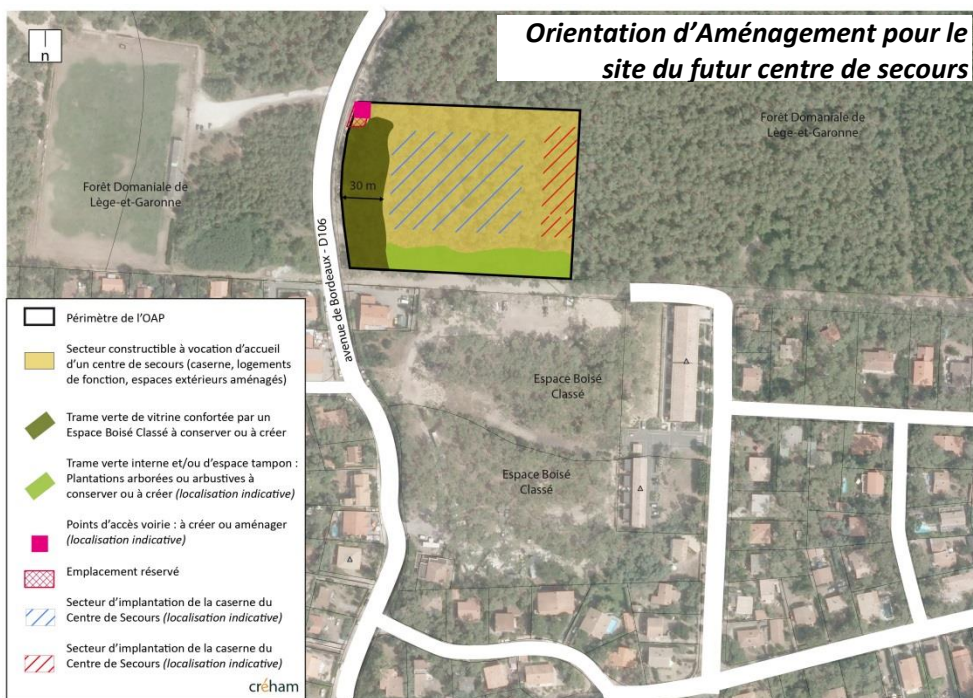 Orientation d'Aménagement pour le
site du futur centre de secours
n
Forêt Domaniale de
Lège-et-Garonne
Forêt Domaniale de
Lège-et-Garonne
30 m
avenue de Bordeaux - D106
Espace Boisé
Classé
Espace Boisé
Classé
Périmètre de l'OAP
Secteur constructible à vocation d'accueil
d'un centre de secours (caserne, logements
de fonction, espaces extérieurs aménagés)
Trame verte de vitrine confortée par un
Espace Boisé Classé à conserver ou à créer
Trame verte interne et/ou d'espace tampon :
Plantations arborées ou arbustives à
conserver ou à créer (localisation indicative)
Points d'accès voirie : à créer ou aménager
(localisation indicative)
Emplacement réservé
Secteur d'implantation de la caserne du
Centre de Secours (localisation indicative)
Secteur d'implantation de la caserne du
Centre de Secours (localisation indicative)
créham